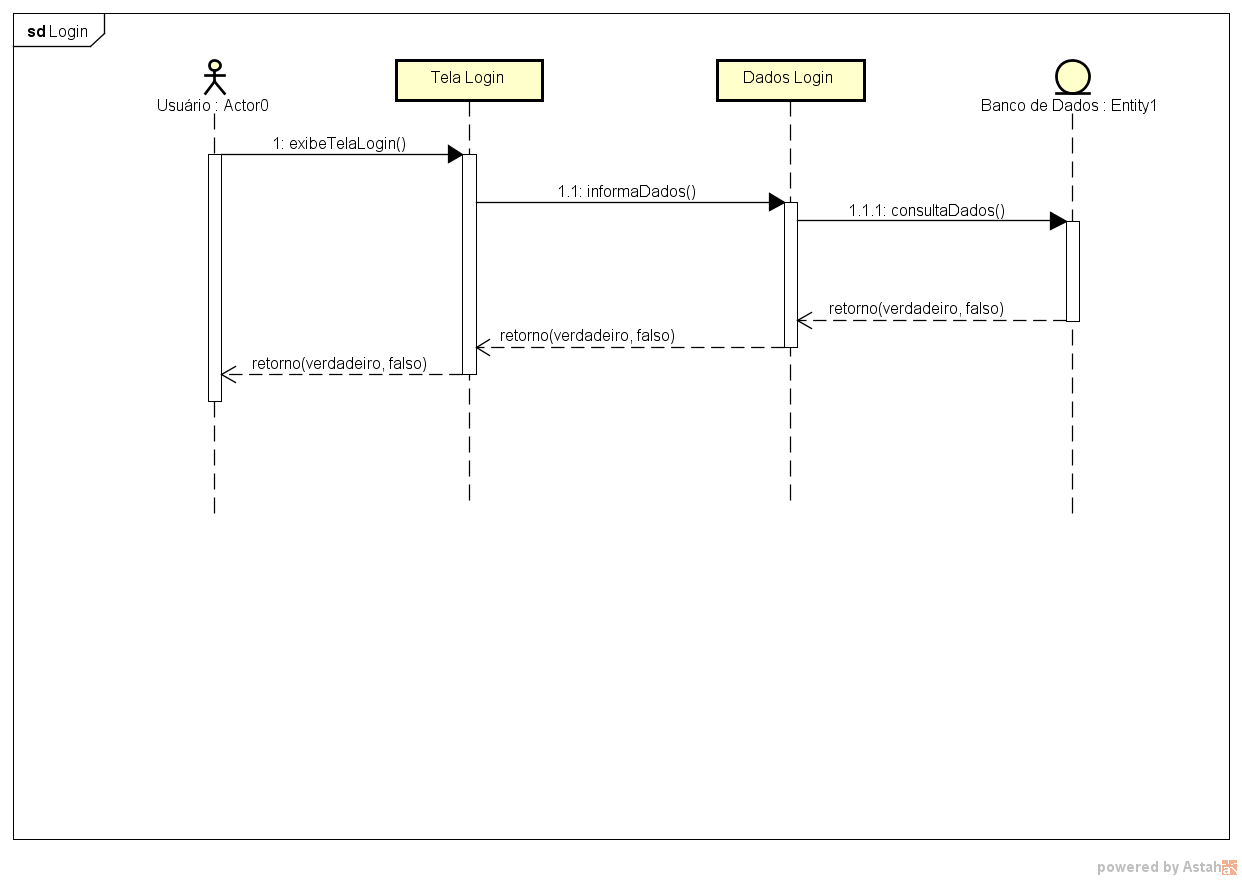 sd Login
Usuário : Actor0
Tela Login
Dados Login
Banco de Dados : Entity1
1: exibeTelaLogin()
1.1: informaDados()
1.1.1: consultaDados()
retorno(verdadeiro, falso)
retorno(verdadeiro, falso)
retorno(verdadeiro, falso)
powered by Astah